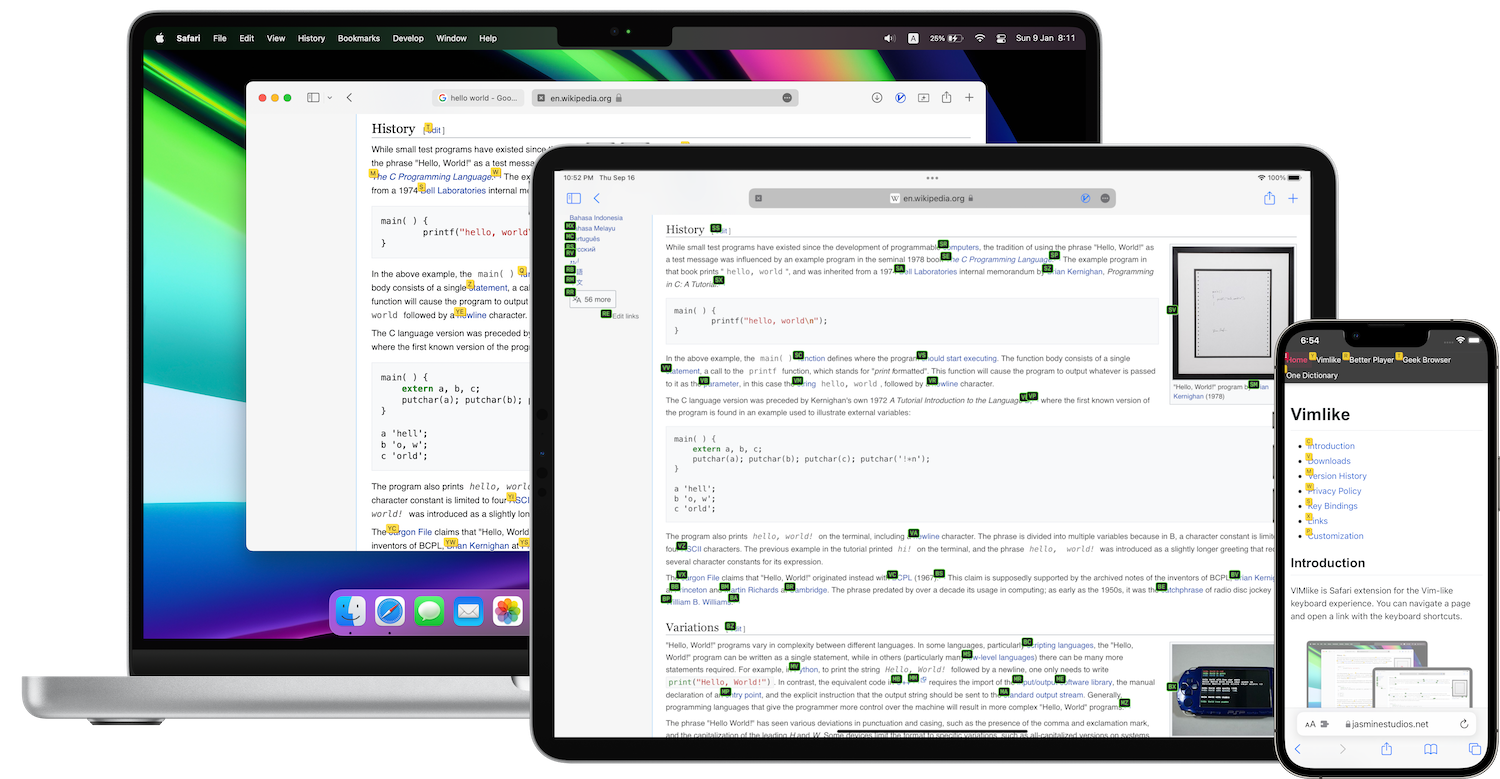 Safari File Edit View History Bookmarks Develop Window Help
A 25% Sun 9 Jan 8:11
hello world - Goo... en.wikipedia.org
History [edit]
While small test programs have existed since
the phrase "Hello, World!" as a test message
The C Programming Language. The
from a 1974 Bell Laboratories internal
main( ) {
printf("hello, world
}
In the above example, the main( )
body consists of a single statement, a
function will cause the program to output
world followed by a newline character.
The C language version was preceded by
where the first known version of the
main( ) {
extern a, b, c;
putchar(a); putchar(b);
}
a 'hell';
b 'o, w';
c 'orld';
The program also prints hello, world
character constant is limited to four ASCII
world! was introduced as a slightly
The Jargon File claims that "Hello, World
inventors of BCPL, Brian Kernighan at
10:52 PM Thu Sep 16
100%
W en.wikipedia.org
Bahasa Indonesia
Bahasa Melayu
Português
Русский
56 more
RE Edit links
History SS [edit]
While small test programs have existed since the development of programmable computers, the tradition of using the phrase "Hello, World!" as
a test message was influenced by an example program in the seminal 1978 book The C Programming Language. The example program in
that book prints "hello, world", and was inherited from a 1974 Bell Laboratories internal memorandum by Brian Kernighan, Programming
in C: A Tutorial:
main( ) {
printf("hello, world\n");
}
In the above example, the main( ) function defines where the program should start executing. The function body consists of a single
statement, a call to the printf function, which stands for "print formatted". This function will cause the program to output whatever is passed
to it as the parameter, in this case the string hello, world, followed by a newline character.
The C language version was preceded by Kernighan's own 1972 A Tutorial Introduction to the Language B, where the first known version of
the program is found in an example used to illustrate external variables:
main( ) {
extern a, b, c;
putchar(a); putchar(b); putchar(c); putchar('!*n');
}
a 'hell';
b 'o, w';
c 'orld';
The program also prints hello, world! on the terminal, including a newline character. The phrase is divided into multiple variables because in B, a character constant is
four ASCII characters. The previous example in the tutorial printed hi! on the terminal, and the phrase hello, world! was introduced as a slightly longer greeting that
several character constants for its expression.
The Jargon File claims that "Hello, World!" originated instead with BCPL (1967). This claim is supposedly supported by the archived notes of the inventors of BCPL, Brian
at Princeton and Martin Richards at Cambridge. The phrase predated by over a decade its usage in computing; as early as the 1950s, it was the catchphrase of radio disc jockey
William B. Williams.
"Hello, World!" program by Brian
Kernighan (1978)
Variations BZ [edit]
"Hello, World!" programs vary in complexity between different languages. In some languages, particularly scripting languages, the "Hello,
World!" program can be written as a single statement, while in others (particularly many low-level languages) there can be many more
statements required. For example, in Python, to print the string Hello, World! followed by a newline, one only needs to write
print("Hello, World!"). In contrast, the equivalent code in C++ requires the import of the input/output software library, the manual
declaration of an entry point, and the explicit instruction that the output string should be sent to the standard output stream. Generally,
programming languages that give the programmer more control over the machine will result in more complex "Hello, World" programs.
The phrase "Hello World!" has seen various deviations in punctuation and casing, such as the presence of the comma and exclamation mark,
and the capitalization of the leading H and W. Some devices limit the format to specific variations, such as all-capitalized versions on systems
6:54
Home Vimlike Better Player Geek Browser
One Dictionary
Vimlike
Introduction
Downloads
Version History
Privacy Policy
Key Bindings
Links
Customization
Introduction
VIMlike is Safari extension for the Vim-like
keyboard experience. You can navigate a page
and open a link with the keyboard shortcuts.
AA jasminestudios.net